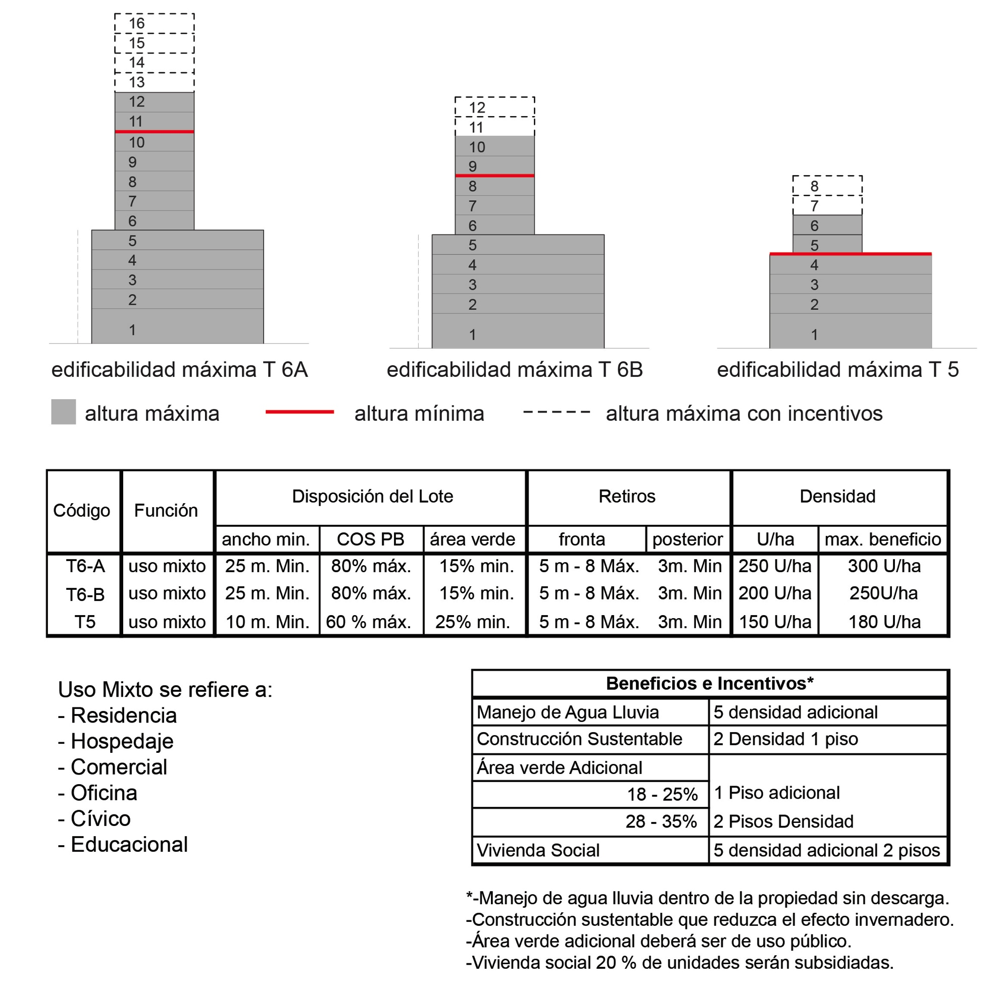 16
15
14
13
12
11
10
9
8
7
6
5
4
3
2
1
edificabilidad máxima T 6A
12
11
10
9
8
7
6
5
4
3
2
1
edificabilidad máxima T 6B
8
7
6
5
4
3
2
1
edificabilidad máxima T 5
altura máxima altura mínima altura máxima con incentivos
Código Función Disposición del Lote Retiros Densidad
ancho min. COS PB área verde fronta posterior U/ha max. beneficio
T6-A uso mixto 25 m. Min. 80% máx. 15% min. 5 m - 8 Máx. 3m. Min 250 U/ha 300 U/ha
T6-B uso mixto 25 m. Min. 80% máx. 15% min. 5 m - 8 Máx. 3m. Min 200 U/ha 250U/ha
T5 uso mixto 10 m. Min. 60 % máx. 25% min. 5 m - 8 Máx. 3m. Min 150 U/ha 180 U/ha
Uso Mixto se refiere a:
- Residencia
- Hospedaje
- Comercial
- Oficina
- Cívico
- Educacional
Beneficios e Incentivos*
Manejo de Agua Lluvia 5 densidad adicional
Construcción Sustentable 2 Densidad 1 piso
Área verde Adicional
18 - 25% 1 Piso adicional
28 - 35% 2 Pisos Densidad
Vivienda Social 5 densidad adicional 2 pisos
*-Manejo de agua lluvia dentro de la propiedad sin descarga.
-Construcción sustentable que reduzca el efecto invernadero.
-Área verde adicional deberá ser de uso público.
-Vivienda social 20 % de unidades serán subsidiadas.